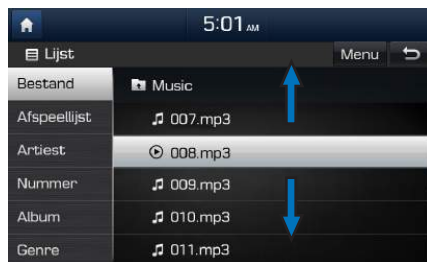 5:01 AM
Lijst Menu
Bestand Music
Afspeellijst 007.mp3
Artiest 008.mp3
Nummer 009.mp3
Album 010.mp3
Genre 011.mp3